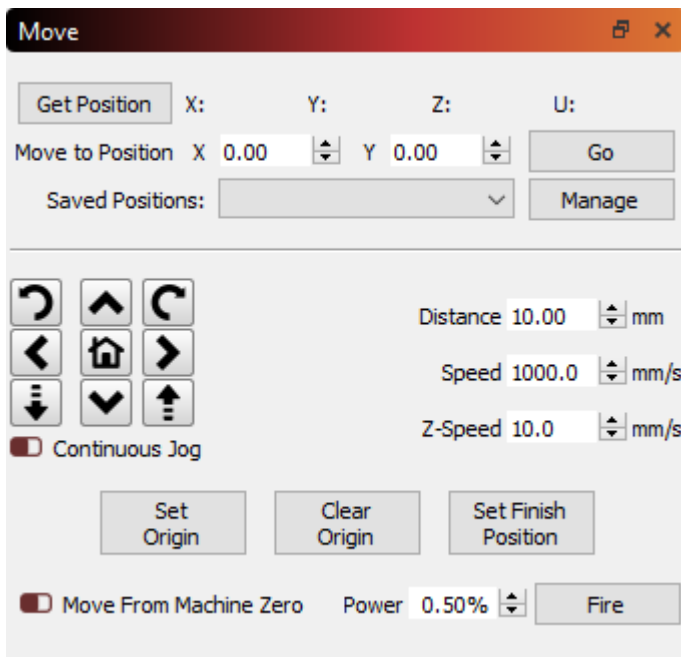 Move
Get Position X: Y: Z: U:
Move to Position X 0.00 Y 0.00 Go
Saved Positions: Manage
Distance 10.00 mm
Speed 1000.0 mm/s
Z-Speed 10.0 mm/s
Continuous Jog
Set Origin
Clear Origin
Set Finish Position
Move From Machine Zero Power 0.50% Fire